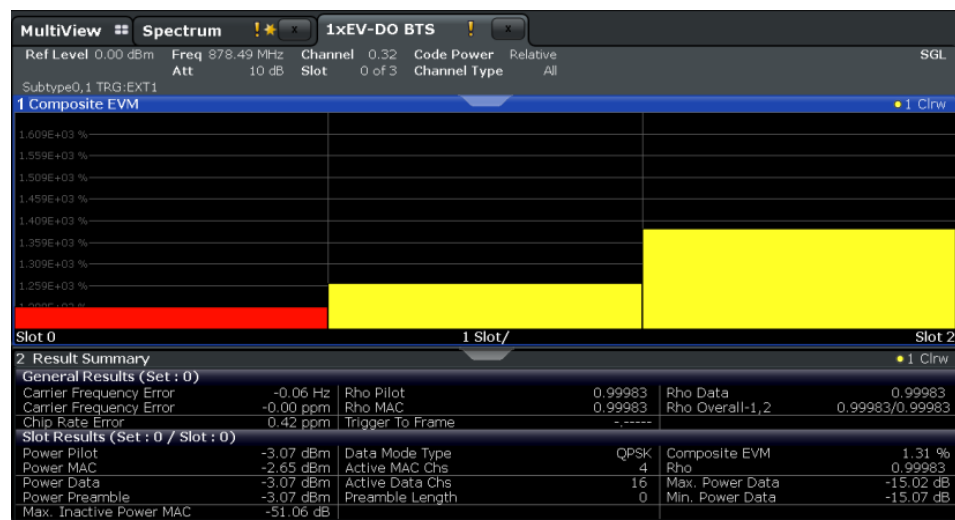 MultiView Spectrum ! x 1xEV-DO BTS ! x
Ref Level 0.00 dBm Freq 878.49 MHz Channel 0.32 Code Power Relative SGL
Att 10 dB Slot 0 of 3 Channel Type All
Subtype0,1 TRG:EXT1
1 Composite EVM 1 Clrw
1.609E+03 %
1.559E+03 %
1.509E+03 %
1.459E+03 %
1.409E+03 %
1.359E+03 %
1.309E+03 %
1.259E+03 %
Slot 0 1 Slot/ Slot 2
2 Result Summary 1 Clrw
General Results (Set : 0)
Carrier Frequency Error -0.06 Hz Rho Pilot 0.99983 Rho Data 0.99983
Carrier Frequency Error -0.00 ppm Rho MAC 0.99983 Rho Overall-1,2 0.99983/0.99983
Chip Rate Error 0.42 ppm Trigger To Frame -.-----
Slot Results (Set : 0 / Slot : 0)
Power Pilot -3.07 dBm Data Mode Type QPSK Composite EVM 1.31 %
Power MAC -2.65 dBm Active MAC Chs 4 Rho 0.99983
Power Data -3.07 dBm Active Data Chs 16 Max. Power Data -15.02 dB
Power Preamble -3.07 dBm Preamble Length 0 Min. Power Data -15.07 dB
Max. Inactive Power MAC -51.06 dB